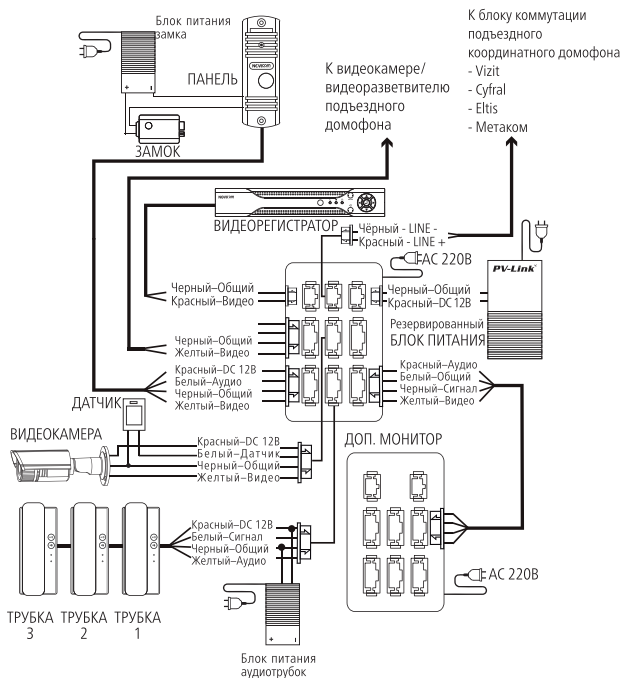 Блок питания
замка
ПАНЕЛЬ
NOVIcom
+ I
ЗАМОК
К видеокамере/
видеоразветвителю
подъездного
домофона
К блоку коммутации
подъездного
координатного домофона
- Vizit
- Cyfral
- Eltis
- Метаком
NOVIcom
ВИДЕОРЕГИСТРАТОР
Чёрный - LINE -
Красный - LINE +
AC 220В
PV-Link
Черный–Общий
Красный–Видео
Черный–Общий
Красный–DC 12В
Резервированный
БЛОК ПИТАНИЯ
Черный–Общий
Желтый–Видео
Красный–DC 12В
Белый–Аудио
Черный–Общий
Желтый–Видео
Красный–Аудио
Белый–Общий
Черный–Сигнал
Желтый–Видео
ДАТЧИК
ВИДЕОКАМЕРА
Красный–DC 12В
Белый–Датчик
Черный–Общий
Желтый–Видео
ДОП. МОНИТОР
Красный–DC 12В
Белый–Сигнал
Черный–Общий
Желтый–Аудио
AC 220В
ТРУБКА
3
ТРУБКА
2
ТРУБКА
1
+ I
Блок питания
аудиотрубок